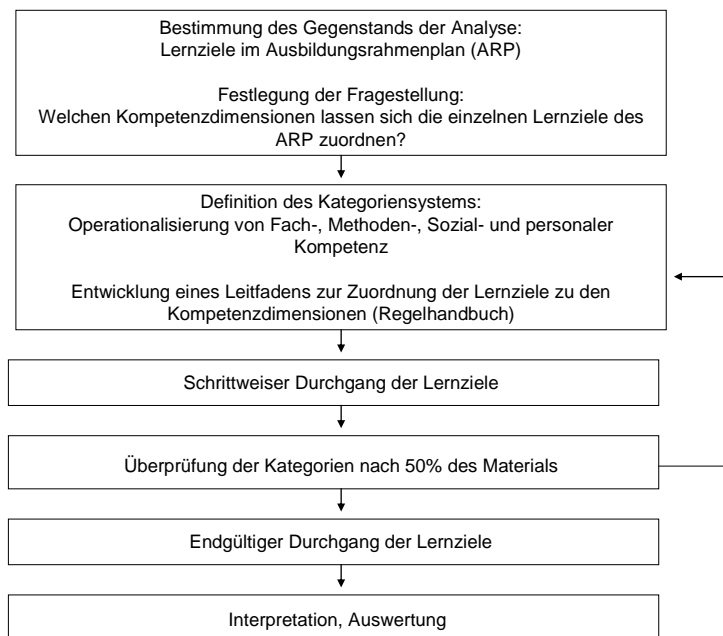 Bestimmung des Gegenstands der Analyse:
Lernziele im Ausbildungsrahmenplan (ARP)
Festlegung der Fragestellung:
Welchen Kompetenzdimensionen lassen sich die einzelnen Lernziele des
ARP zuordnen?
Definition des Kategoriensystems:
Operationalisierung von Fach-, Methoden-, Sozial- und personaler
Kompetenz
Entwicklung eines Leitfadens zur Zuordnung der Lernziele zu den
Kompetenzdimensionen (Regelhandbuch)
Schrittweiser Durchgang der Lernziele
Überprüfung der Kategorien nach 50% des Materials
Endgültiger Durchgang der Lernziele
Interpretation, Auswertung